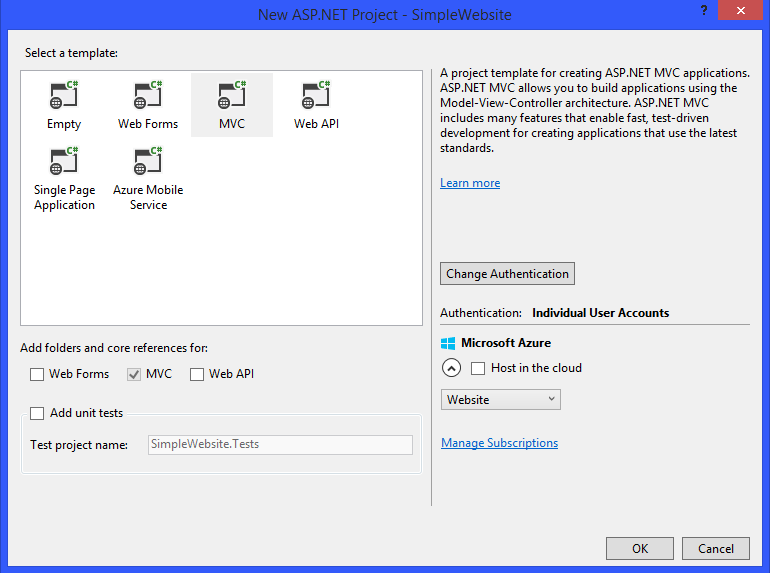 New ASP.NET Project - SimpleWebsite
?
Select a template:
C#
C#
C#
C#
Empty
Web Forms
MVC
Web API
C#
C#
Single Page
Application
Azure Mobile
Service
A project template for creating ASP.NET MVC applications.
ASP.NET MVC allows you to build applications using the
Model-View-Controller architecture. ASP.NET MVC
includes many features that enable fast, test-driven
development for creating applications that use the latest
standards.
Learn more
Change Authentication
Authentication: Individual User Accounts
Microsoft Azure
Host in the cloud
Website
Manage Subscriptions
Add folders and core references for:
Web Forms
MVC
Web API
Add unit tests
Test project name:
SimpleWebsite.Tests
OK
Cancel